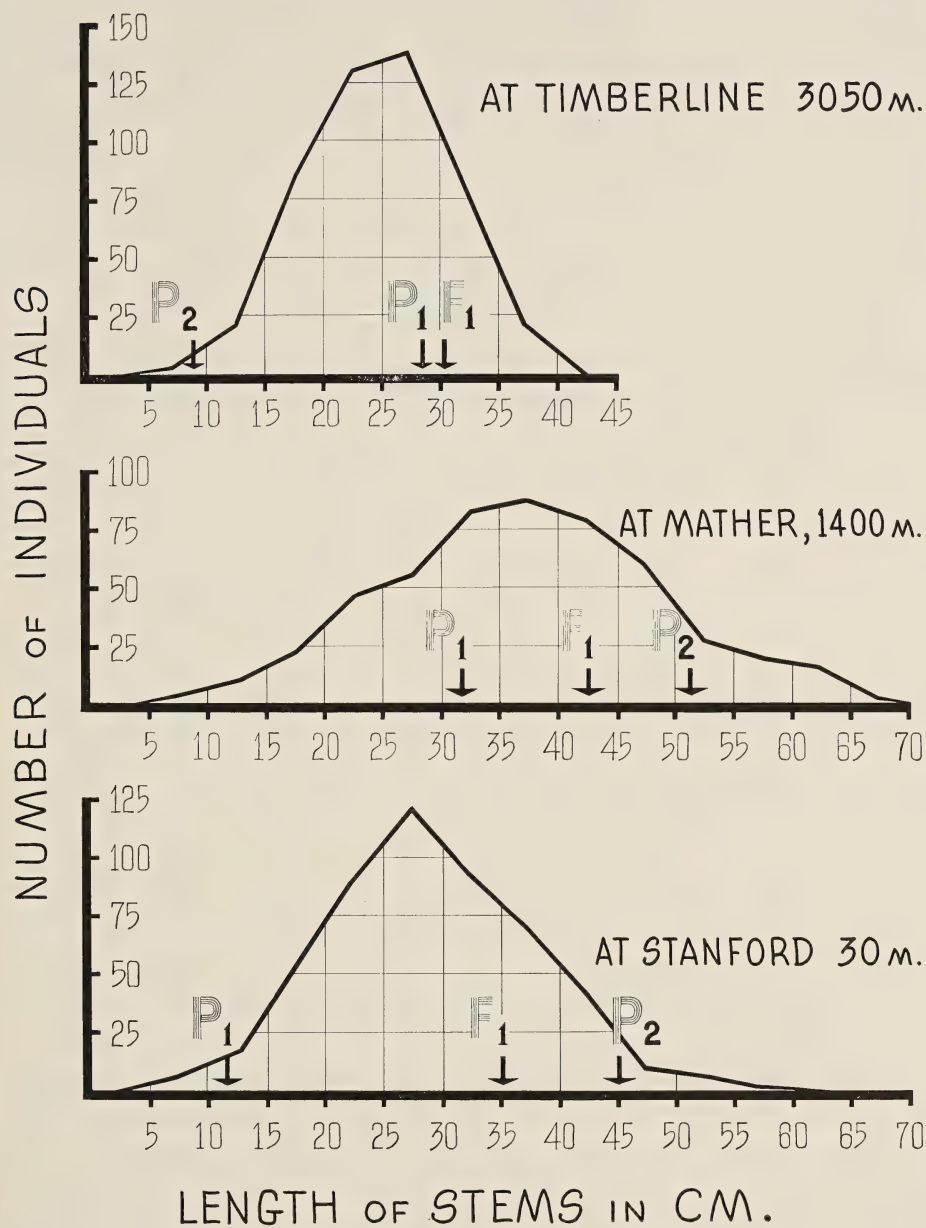 NUMBER OF INDIVIDUALS
150
125
100
75
50
25
AT TIMBERLINE 3050 M.
P2 P1 F1
5 10 15 20 25 30 35 40 45
100
75
50
25
AT MATHER, 1400 M.
P1 F1 P2
5 10 15 20 25 30 35 40 45 50 55 60 65 70
125
100
75
50
25
AT STANFORD 30 M.
P1 F1 P2
5 10 15 20 25 30 35 40 45 50 55 60 65 70
LENGTH OF STEMS IN CM.